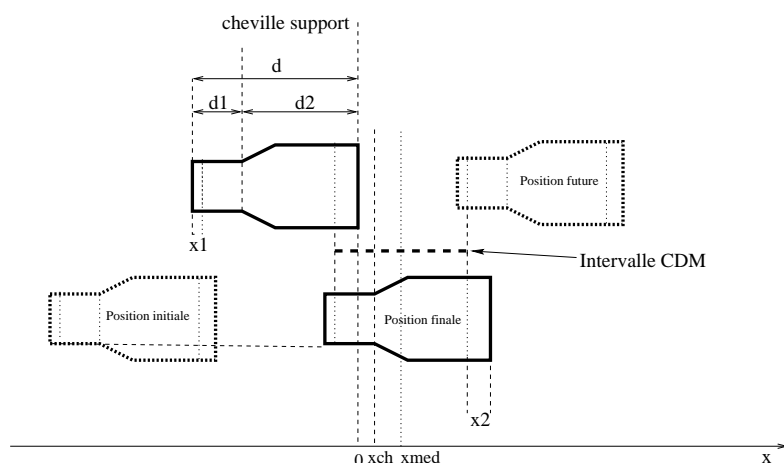 cheville support
d
d1 d2
Position future
x1
Intervalle CDM
Position initiale
Position finale
x2
0 xch xmed x